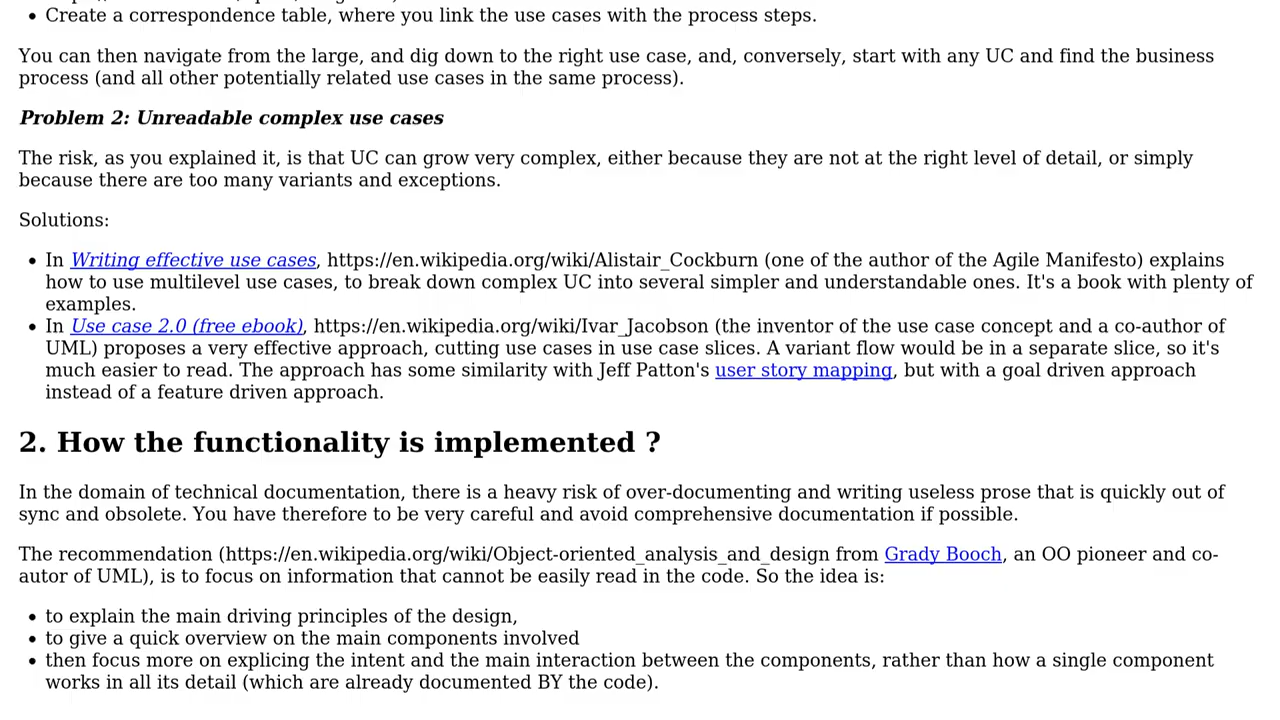 • Create a correspondence table, where you link the use cases with the process steps.
You can then navigate from the large, and dig down to the right use case, and, conversely, start with any UC and find the business
process (and all other potentially related use cases in the same process).
Problem 2: Unreadable complex use cases
The risk, as you explained it, is that UC can grow very complex, either because they are not at the right level of detail, or simply
because there are too many variants and exceptions.
Solutions:
• In Writing effective use cases, https://en.wikipedia.org/wiki/Alistair_Cockburn (one of the author of the Agile Manifesto) explains
how to use multilevel use cases, to break down complex UC into several simpler and understandable ones. It's a book with plenty of
examples.
• In Use case 2.0 (free ebook), https://en.wikipedia.org/wiki/Ivar_Jacobson (the inventor of the use case concept and a co-author of
UML) proposes a very effective approach, cutting use cases in use case slices. A variant flow would be in a separate slice, so it's
much easier to read. The approach has some similarity with Jeff Patton's user story mapping, but with a goal driven approach
instead of a feature driven approach.
2. How the functionality is implemented ?
In the domain of technical documentation, there is a heavy risk of over-documenting and writing useless prose that is quickly out of
sync and obsolete. You have therefore to be very careful and avoid comprehensive documentation if possible.
The recommendation (https://en.wikipedia.org/wiki/Object-oriented_analysis_and_design from Grady Booch, an OO pioneer and co-
autor of UML), is to focus on information that cannot be easily read in the code. So the idea is:
• to explain the main driving principles of the design,
• to give a quick overview on the main components involved
• then focus more on explicing the intent and the main interaction between the components, rather than how a single component
works in all its detail (which are already documented BY the code).